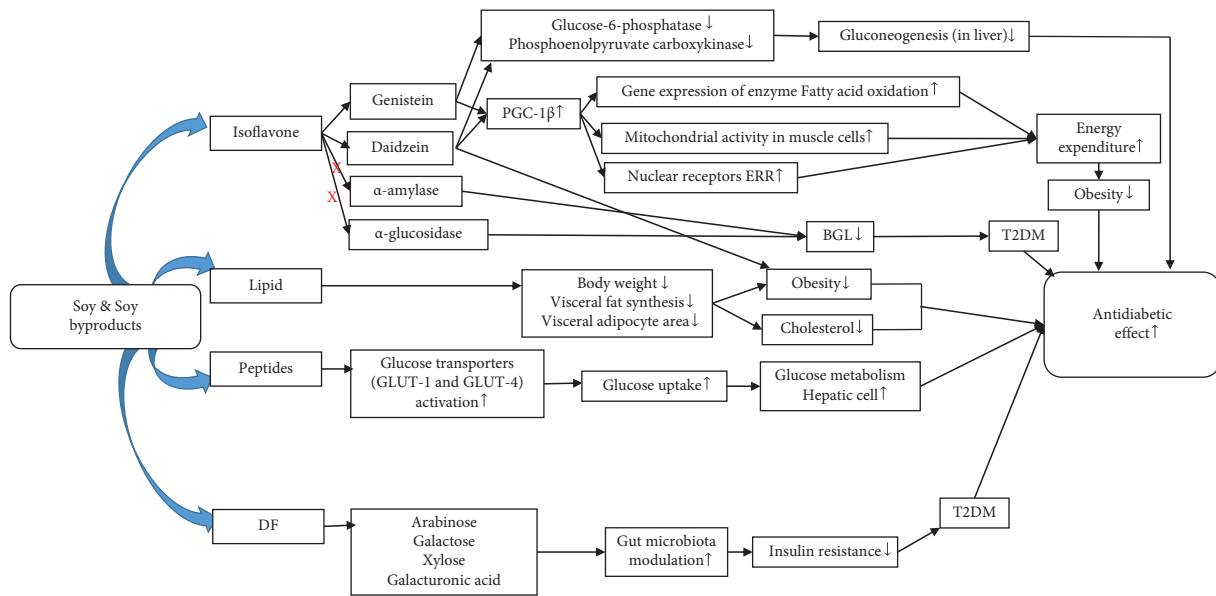 Glucose-6-phosphatase↓
Phosphoenolpyruvate carboxykinase↓
Gluconeogenesis (in liver)↓
Genistein
PGC-1β↑
Gene expression of enzyme Fatty acid oxidation↑
Isoflavone
Daidzein
Mitochondrial activity in muscle cells↑
Energy
expenditure↑
Nuclear receptors ERR↑
X
α-amylase
Obesity↓
X
α-glucosidase
BGL↓
T2DM
Lipid
Body weight↓
Visceral fat synthesis↓
Visceral adipocyte area↓
Obesity↓
Cholesterol↓
Soy & Soy
byproducts
Antidiabetic
effect↑
Peptides
Glucose transporters
(GLUT-1 and GLUT-4)
activation↑
Glucose uptake↑
Glucose metabolism
Hepatic cell↑
DF
Arabinose
Galactose
Xylose
Galacturonic acid
Gut microbiota
modulation↑
Insulin resistance↓
T2DM